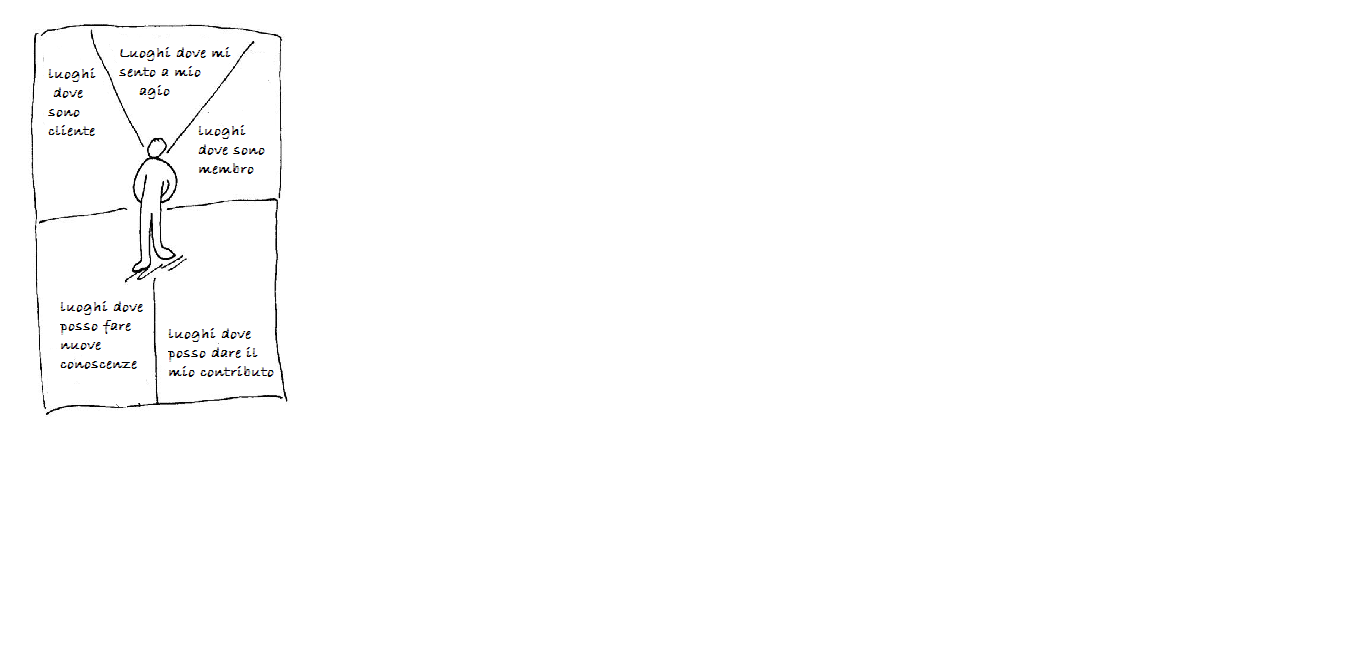 luoghi
dove
sono
cliente
Luoghi dove mi
sento a mio
agio
luoghi
dove sono
membro
luoghi dove
posso fare
nuove
conoscenze
luoghi dove
posso dare il
mio contributo